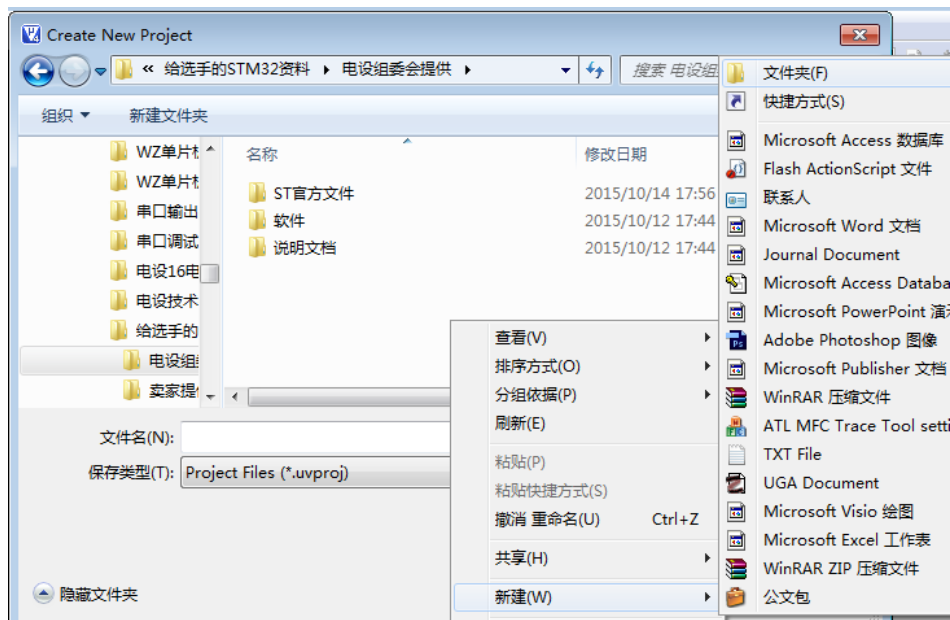 Create New Project
« 给选手的STM32资料 电设组委会提供
搜索 电设组
组织
新建文件夹
WZ单片
WZ单片
串口输出
串口调试
电设16电
电设技术
给选手的
电设组
卖家提
名称 修改日期
ST官方文件 2015/10/14 17:56
软件 2015/10/12 17:44
说明文档 2015/10/12 17:44
文件名(N):
保存类型(T): Project Files (*.uvproj)
隐藏文件夹
查看(V)
排序方式(O)
分组依据(P)
刷新(E)
粘贴(P)
粘贴快捷方式(S)
撤消 重命名(U) Ctrl+Z
共享(H)
新建(W)
文件夹(F)
快捷方式(S)
Microsoft Access 数据库
Flash ActionScript 文件
联系人
Microsoft Word 文档
Journal Document
Microsoft Access Databa
Microsoft PowerPoint 演
Adobe Photoshop 图像
Microsoft Publisher 文档
WinRAR 压缩文件
ATL MFC Trace Tool setti
TXT File
UGA Document
Microsoft Visio 绘图
Microsoft Excel 工作表
WinRAR ZIP 压缩文件
公文包